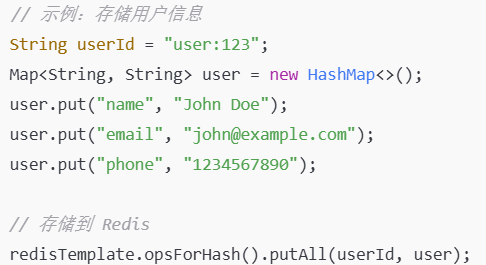 // 示例：存储用户信息
String userId = "user:123";
Map<String, String> user = new HashMap<>();
user.put("name", "John Doe");
user.put("email", "john@example.com");
user.put("phone", "1234567890");
// 存储到 Redis
redisTemplate.opsForHash().putAll(userId, user);